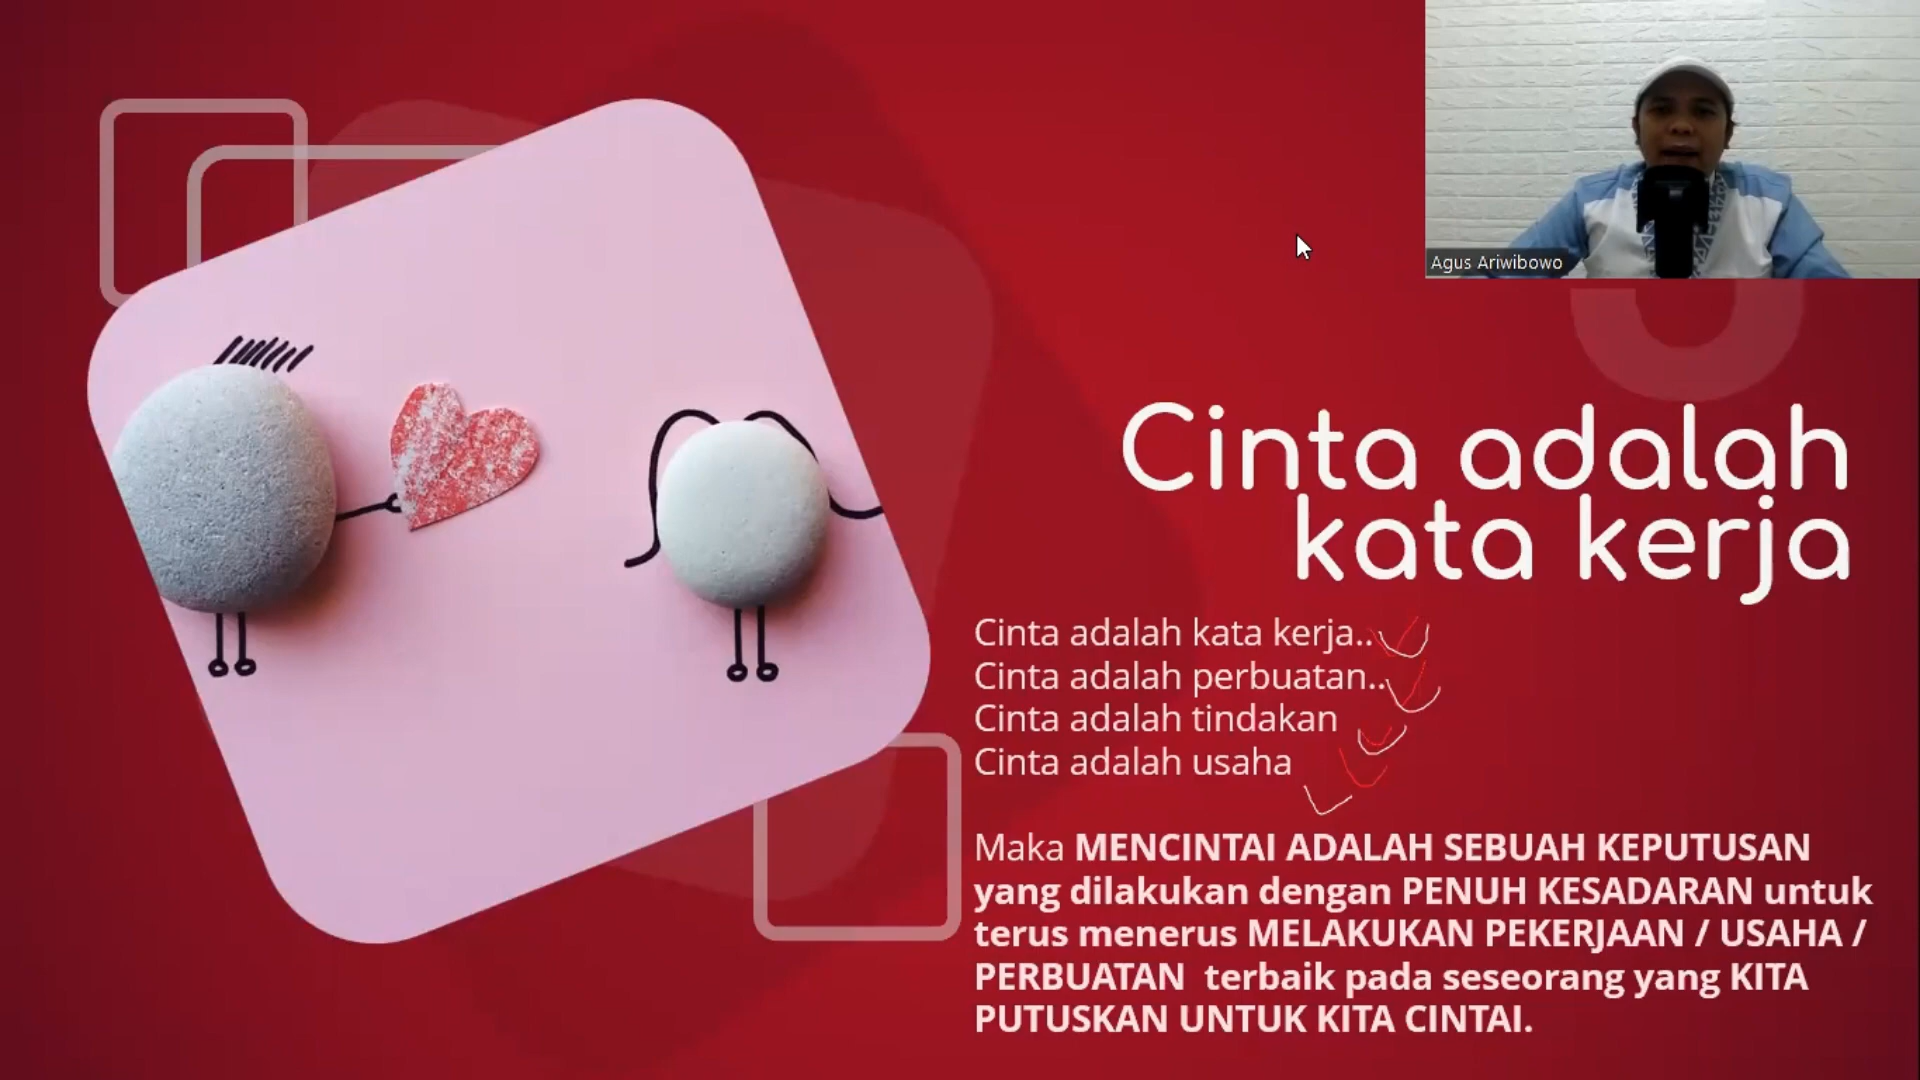 Agus Ariwibowo
Cinta adalah
kata kerja
Cinta adalah kata kerja..
Cinta adalah perbuatan..
Cinta adalah tindakan
Cinta adalah usaha
Maka MENCINTAI ADALAH SEBUAH KEPUTUSAN
yang dilakukan dengan PENUH KESADARAN untuk
terus menerus MELAKUKAN PEKERJAAN / USAHA /
PERBUATAN terbaik pada seseorang yang KITA
PUTUSKAN UNTUK KITA CINTAI.